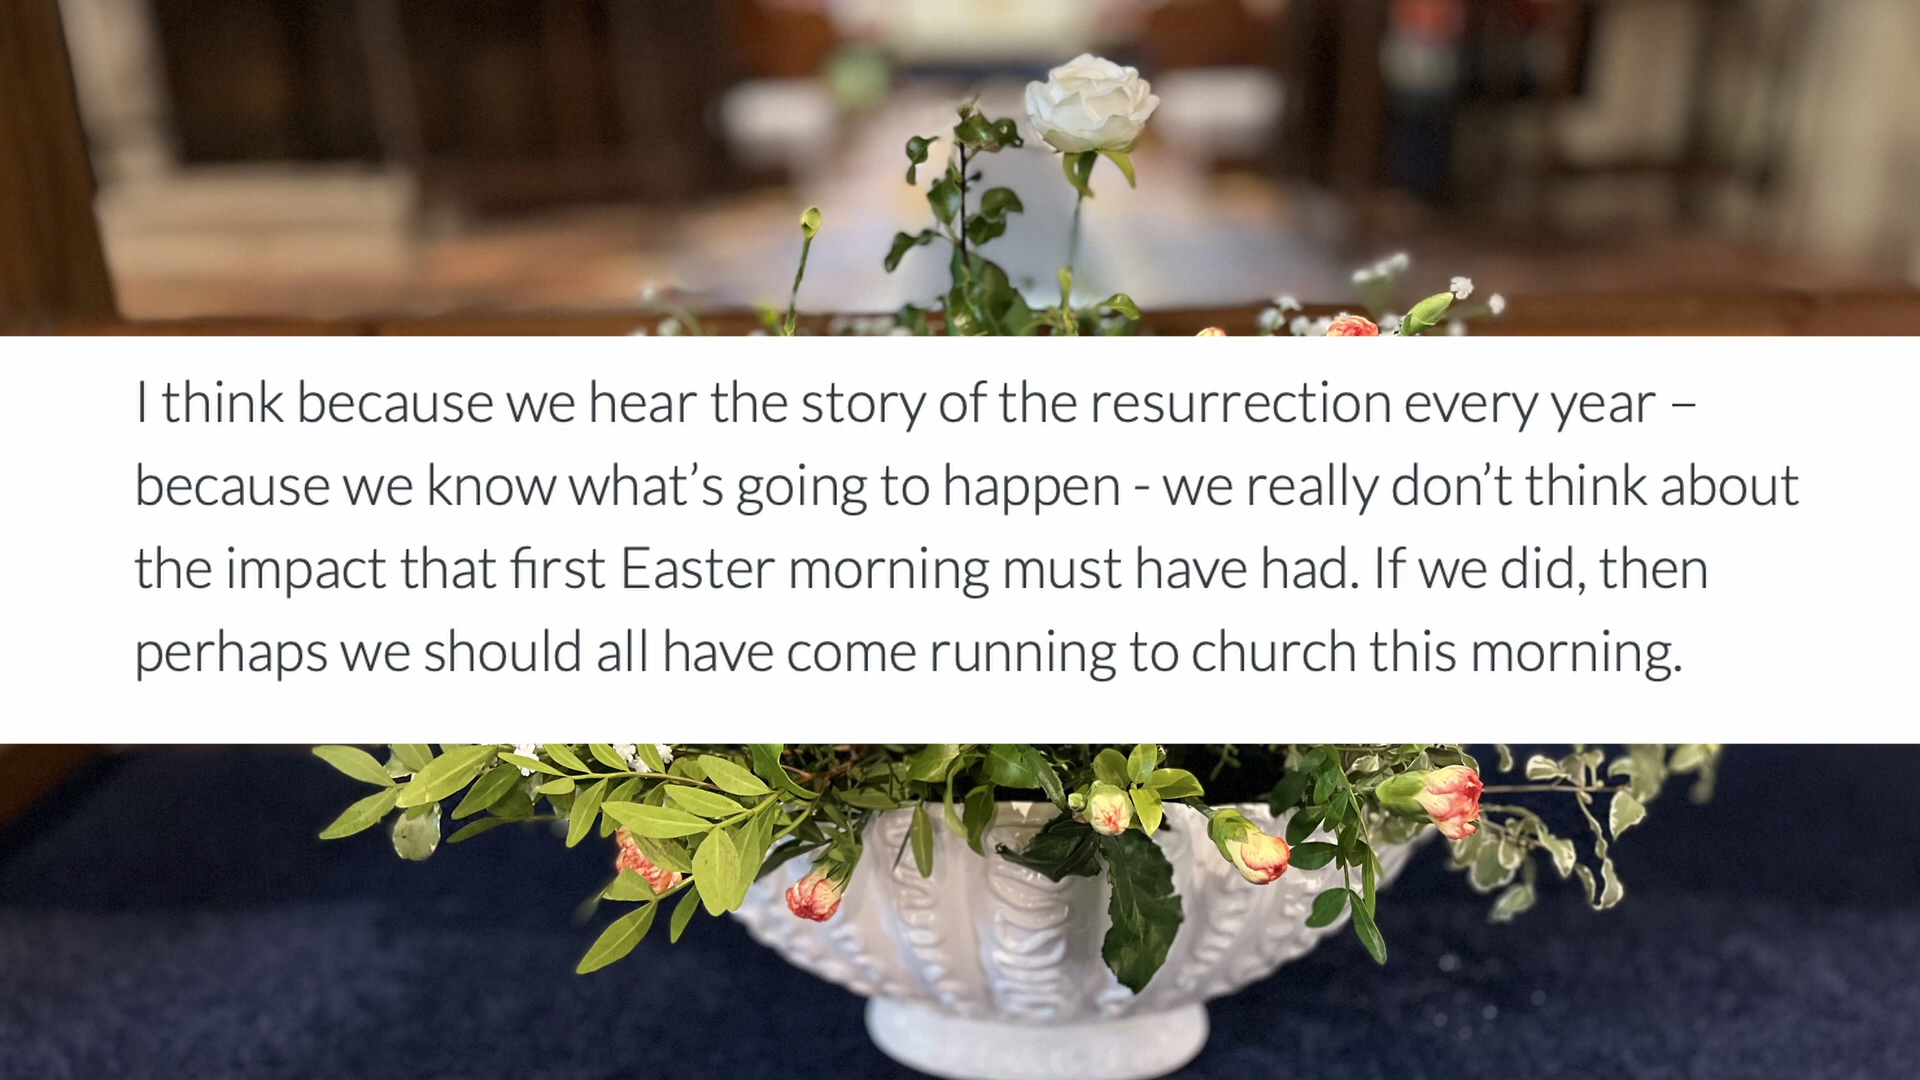 I think because we hear the story of the resurrection every year –
because we know what’s going to happen - we really don’t think about
the impact that first Easter morning must have had. If we did, then
perhaps we should all have come running to church this morning.